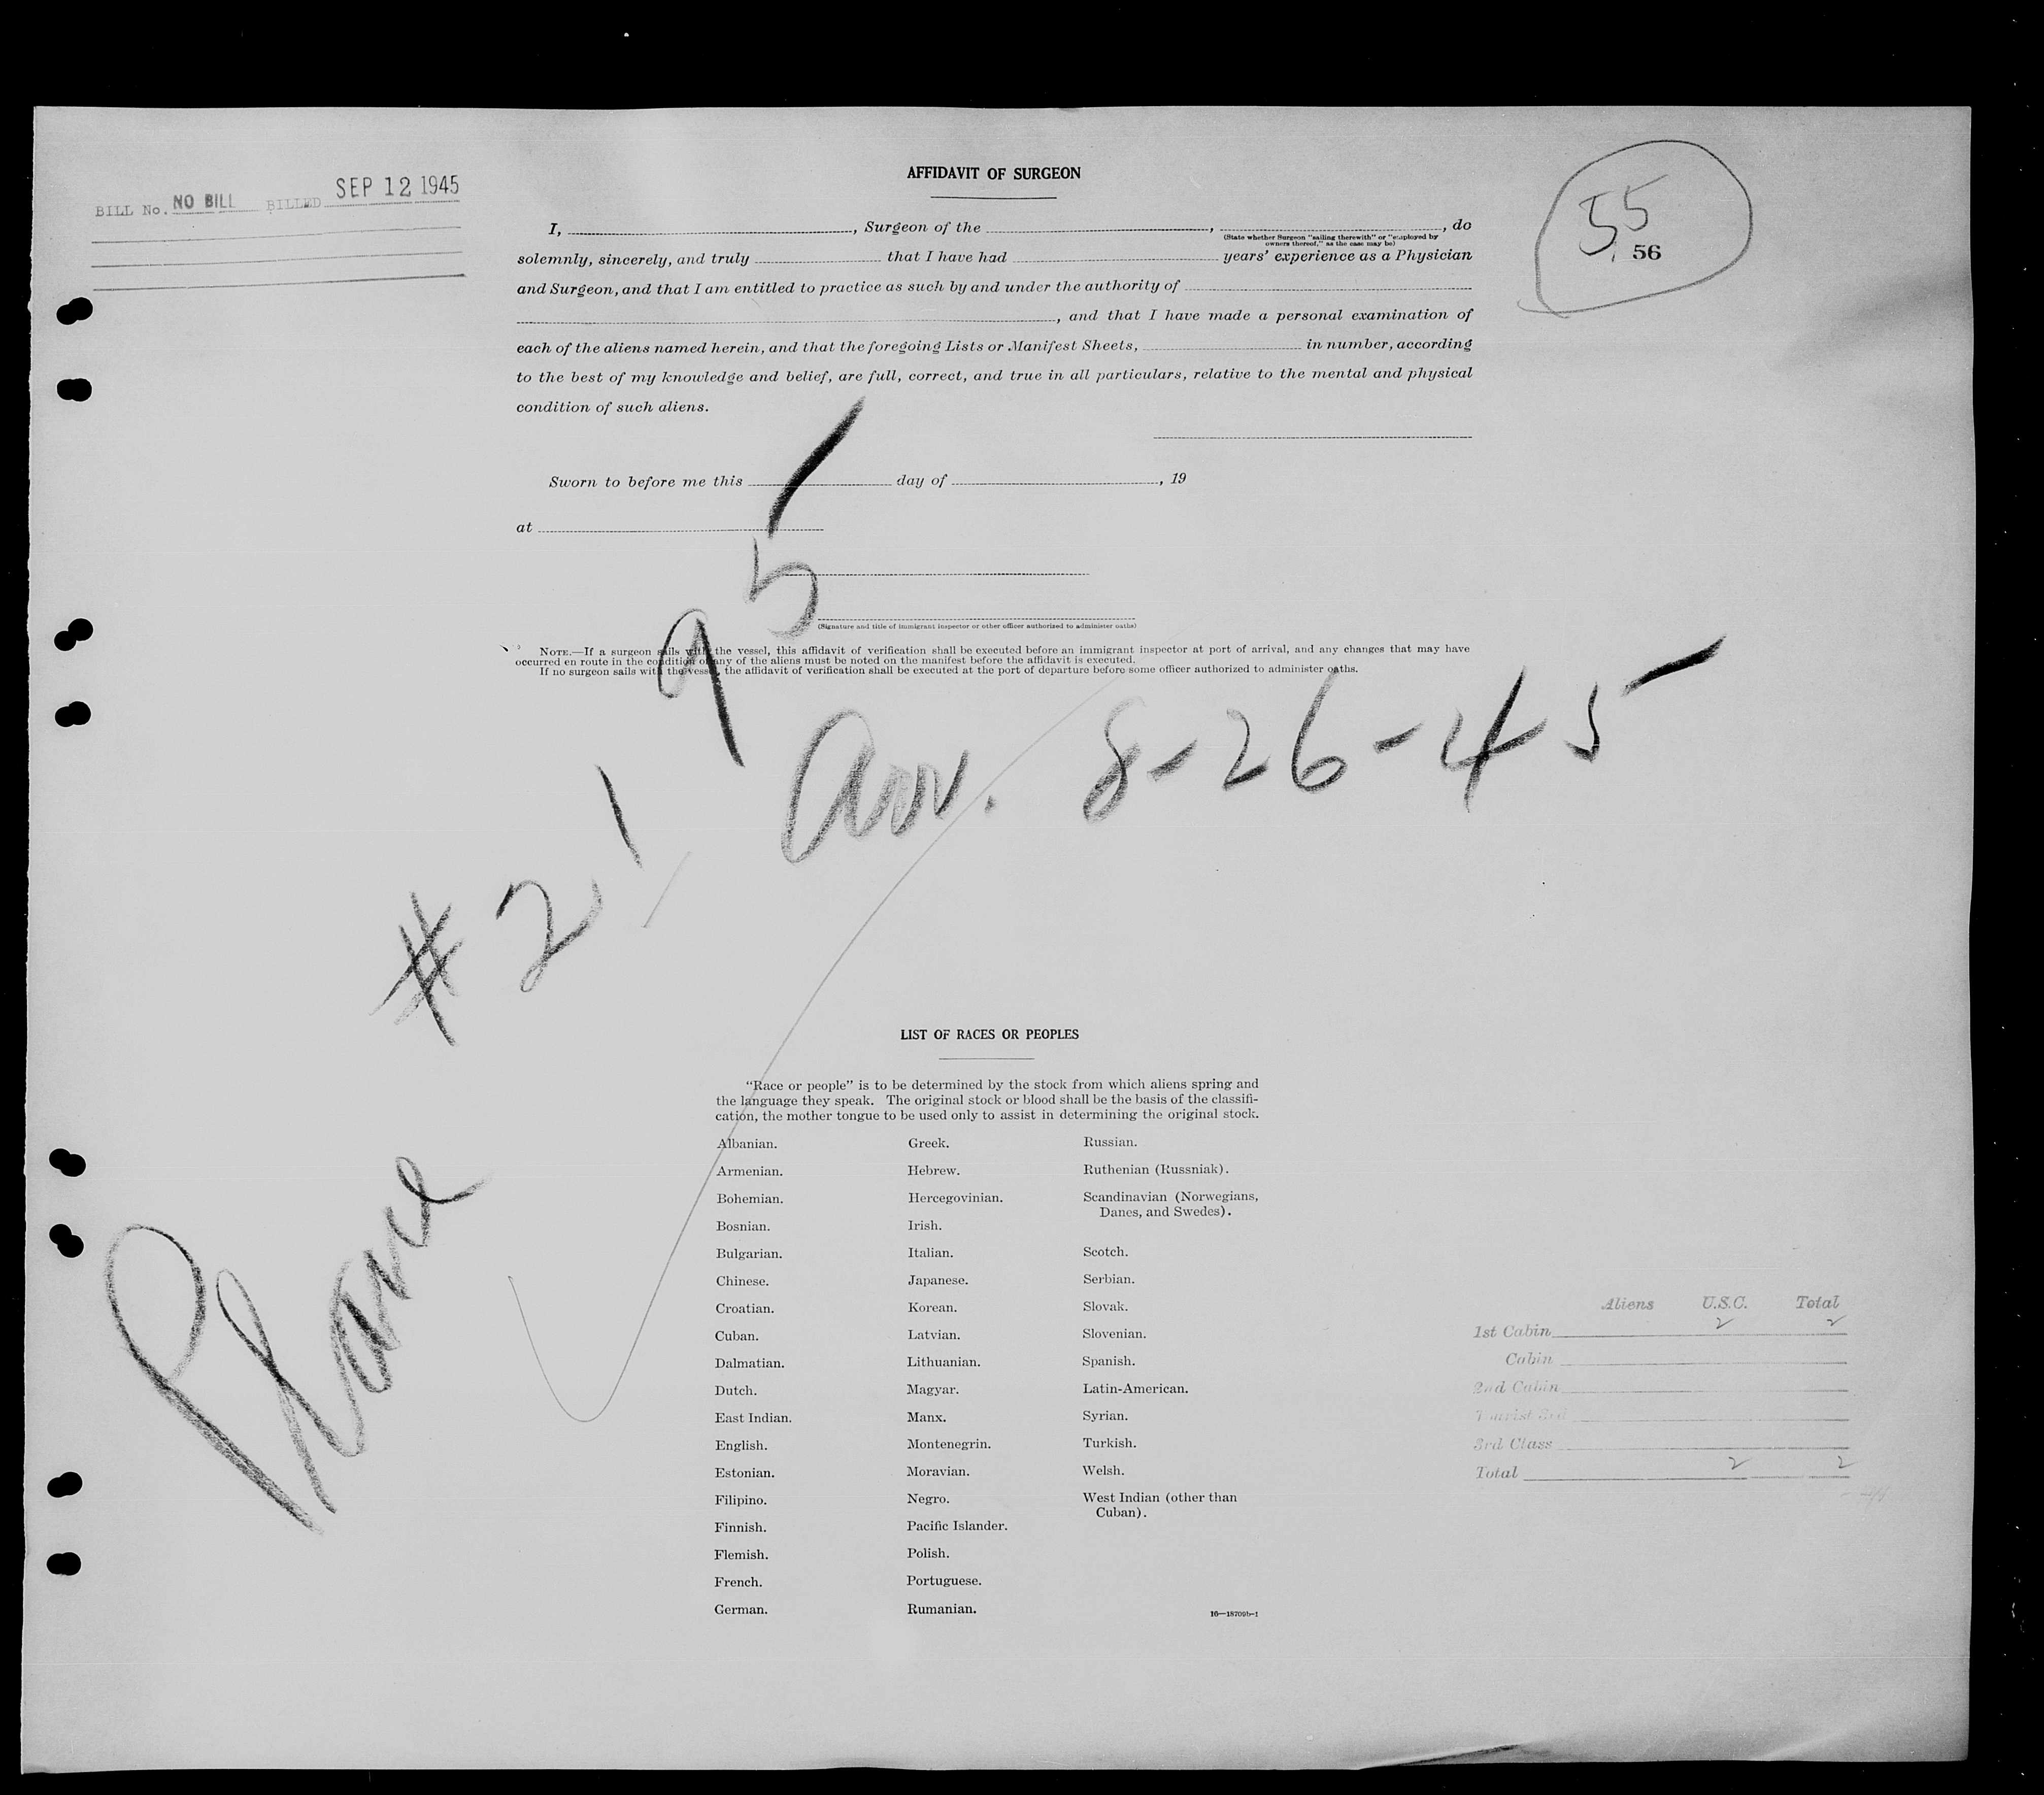 BILL No. NO BILL BILLED SEP 12 1945
AFFIDAVIT OF SURGEON
55
56
I, , Surgeon of the , , do
(State whether Surgeon "sailing therewith" or "employed by
owners thereof," as the case may be)
solemnly, sincerely, and truly that I have had years' experience as a Physician
and Surgeon, and that I am entitled to practice as such by and under the authority of
, and that I have made a personal examination of
each of the aliens named herein, and that the foregoing Lists or Manifest Sheets, in number, according
to the best of my knowledge and belief, are full, correct, and true in all particulars, relative to the mental and physical
condition of such aliens.
Sworn to before me this day of , 19
at
(Signature and title of immigrant inspector or other officer authorized to administer oaths)
NOTE.—If a surgeon sails with the vessel, this affidavit of verification shall be executed before an immigrant inspector at port of arrival, and any changes that may have
occurred en route in the condition of any of the aliens must be noted on the manifest before the affidavit is executed.
If no surgeon sails with the vessel, the affidavit of verification shall be executed at the port of departure before some officer authorized to administer oaths.
Plane #2195
Arr. 8-26-45
LIST OF RACES OR PEOPLES
"Race or people" is to be determined by the stock from which aliens spring and
the language they speak. The original stock or blood shall be the basis of the classifi-
cation, the mother tongue to be used only to assist in determining the original stock.
Albanian.
Armenian.
Bohemian.
Bosnian.
Bulgarian.
Chinese.
Croatian.
Cuban.
Dalmatian.
Dutch.
East Indian.
English.
Estonian.
Filipino.
Finnish.
Flemish.
French.
German.
Greek.
Hebrew.
Hercegovinian.
Irish.
Italian.
Japanese.
Korean.
Latvian.
Lithuanian.
Magyar.
Manx.
Montenegrin.
Moravian.
Negro.
Pacific Islander.
Polish.
Portuguese.
Rumanian.
Russian.
Ruthenian (Russniak).
Scandinavian (Norwegians,
Danes, and Swedes).
Scotch.
Serbian.
Slovak.
Slovenian.
Spanish.
Latin-American.
Syrian.
Turkish.
Welsh.
West Indian (other than
Cuban).
16—18709b-1
Aliens U.S.C. Total
1st Cabin 2 2
Cabin
2nd Cabin
Tourist 3rd
3rd Class
Total 2 2